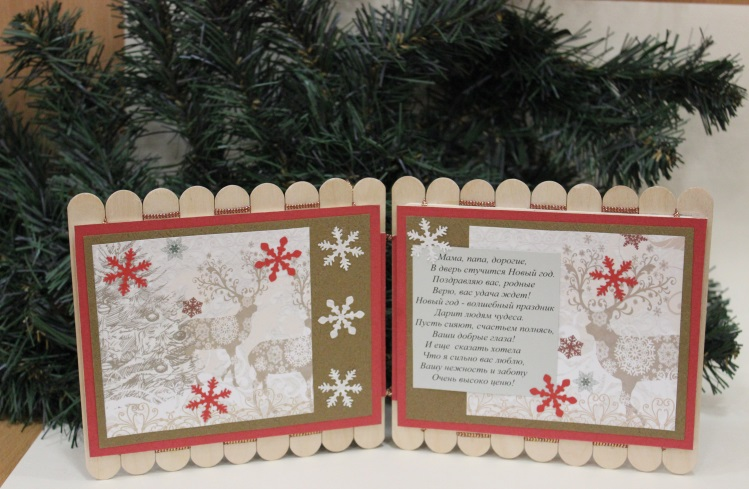 Мама, папа, дорогие,
В дверь стучится Новый год.
Поздравляю вас, родные
Верю, вас удача ждет!
Новый год - волшебный праздник
Дарит людям чудеса
Пусть сияют, счастьем полнясь,
Ваши добрые глаза!
И еще сказать хотела
Что я сильно вас люблю,
Вашу нежность и заботу
Очень высоко ценю!